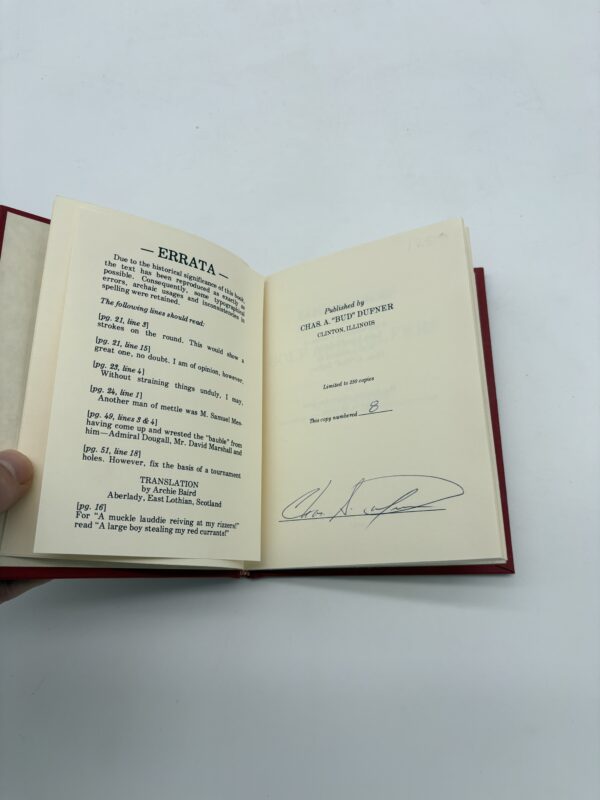 — ERRATA —
Due to the historical significance of this book,
the text has been reproduced as exactly as
possible. Consequently, some typographical
errors, archaic usages and inconsistencies in
spelling were retained.
The following lines should read:
[pg. 21, line 3]
strokes on the round. This would show a
[pg. 21, line 15]
great one, no doubt. I am of opinion, however,
[pg. 23, line 4]
Without straining things unduly, I may,
[pg. 24, line 1]
Another man of mettle was M. Samuel Mes-
[pg. 49, lines 3 & 4]
having come up and wrested the "bauble" from
him—Admiral Dougall, Mr. David Marshall and
[pg. 51, line 18]
holes. However, fix the basis of a tournament
TRANSLATION
by Archie Baird
Aberlady, East Lothian, Scotland
[pg. 16]
For "A muckle lauddie reiving at my rizzers!"
read "A large boy stealing my red currants!"
Published by
CHAS. A. "BUD" DUFNER
CLINTON, ILLINOIS
Limited to 250 copies
This copy numbered 8
Chas. A. Dufner